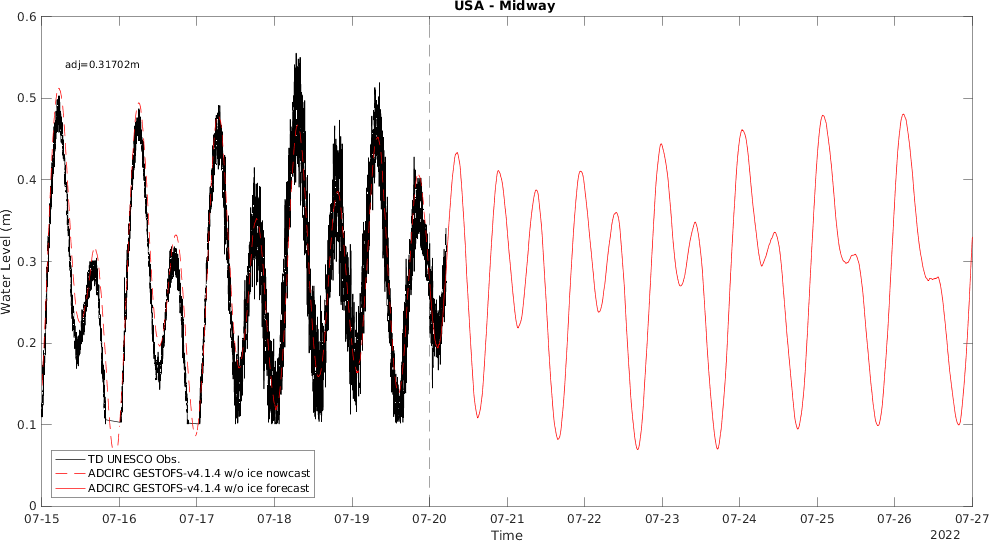 USA - Midway
adj=0.31702m
Water Level (m)
0.6
0.5
0.4
0.3
0.2
0.1
0
TD UNESCO Obs.
ADCIRC GESTOFS-v4.1.4 w/o ice nowcast
ADCIRC GESTOFS-v4.1.4 w/o ice forecast
07-15 07-16 07-17 07-18 07-19 07-20 07-21 07-22 07-23 07-24 07-25 07-26 07-27
Time
2022